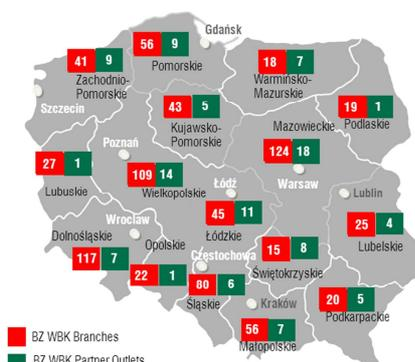 Gdańsk
56 9
Pomorskie
41 9
Zachodnio-
Pomorskie
18 7
Warmińsko-
Mazurskie
Szczecin
43 5
Kujawsko-
Pomorskie
19 1
Podlaskie
Mazowieckie
124 18
Warsaw
Poznań
109 14
Wielkopolskie
27 1
Lubuskie
Łódź
45 11
Łódzkie
Lublin
25 4
Lubelskie
Wroclaw
Dolnośląskie
117 7
Opolskie
22 1
Częstochowa
80 6
Śląskie
15 8
Świętokrzyskie
Kraków
56 7
Małopolskie
20 5
Podkarpackie
BZ WBK Branches
BZ WBK Partner Outlets